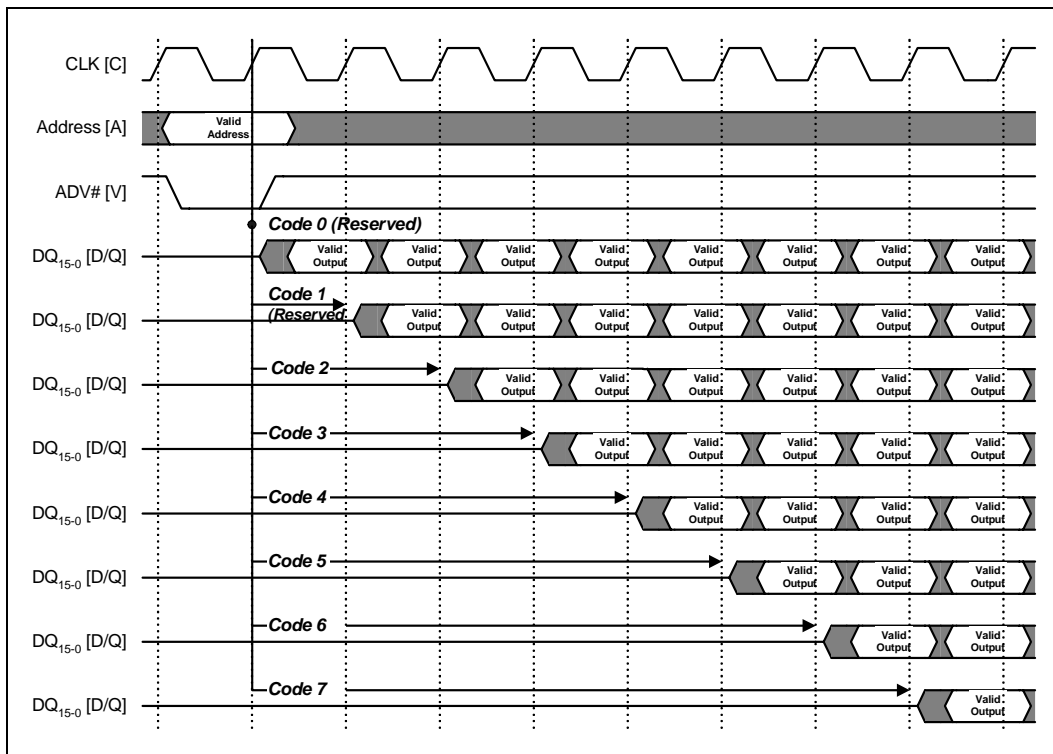 CLK [C]
Address [A]
Valid
Address
ADV# [V]
Code 0 (Reserved)
DQ15-0 [D/Q]
Valid Valid Valid Valid Valid Valid Valid Valid
Output Output Output Output Output Output Output Output
Code 1
(Reserved
DQ15-0 [D/Q]
Valid Valid Valid Valid Valid Valid Valid
Output Output Output Output Output Output Output
Code 2
DQ15-0 [D/Q]
Valid Valid Valid Valid Valid Valid
Output Output Output Output Output Output
Code 3
DQ15-0 [D/Q]
Valid Valid Valid Valid Valid
Output Output Output Output Output
Code 4
DQ15-0 [D/Q]
Valid Valid Valid Valid
Output Output Output Output
Code 5
DQ15-0 [D/Q]
Valid Valid Valid
Output Output Output
Code 6
DQ15-0 [D/Q]
Valid Valid
Output Output
Code 7
DQ15-0 [D/Q]
Valid
Output